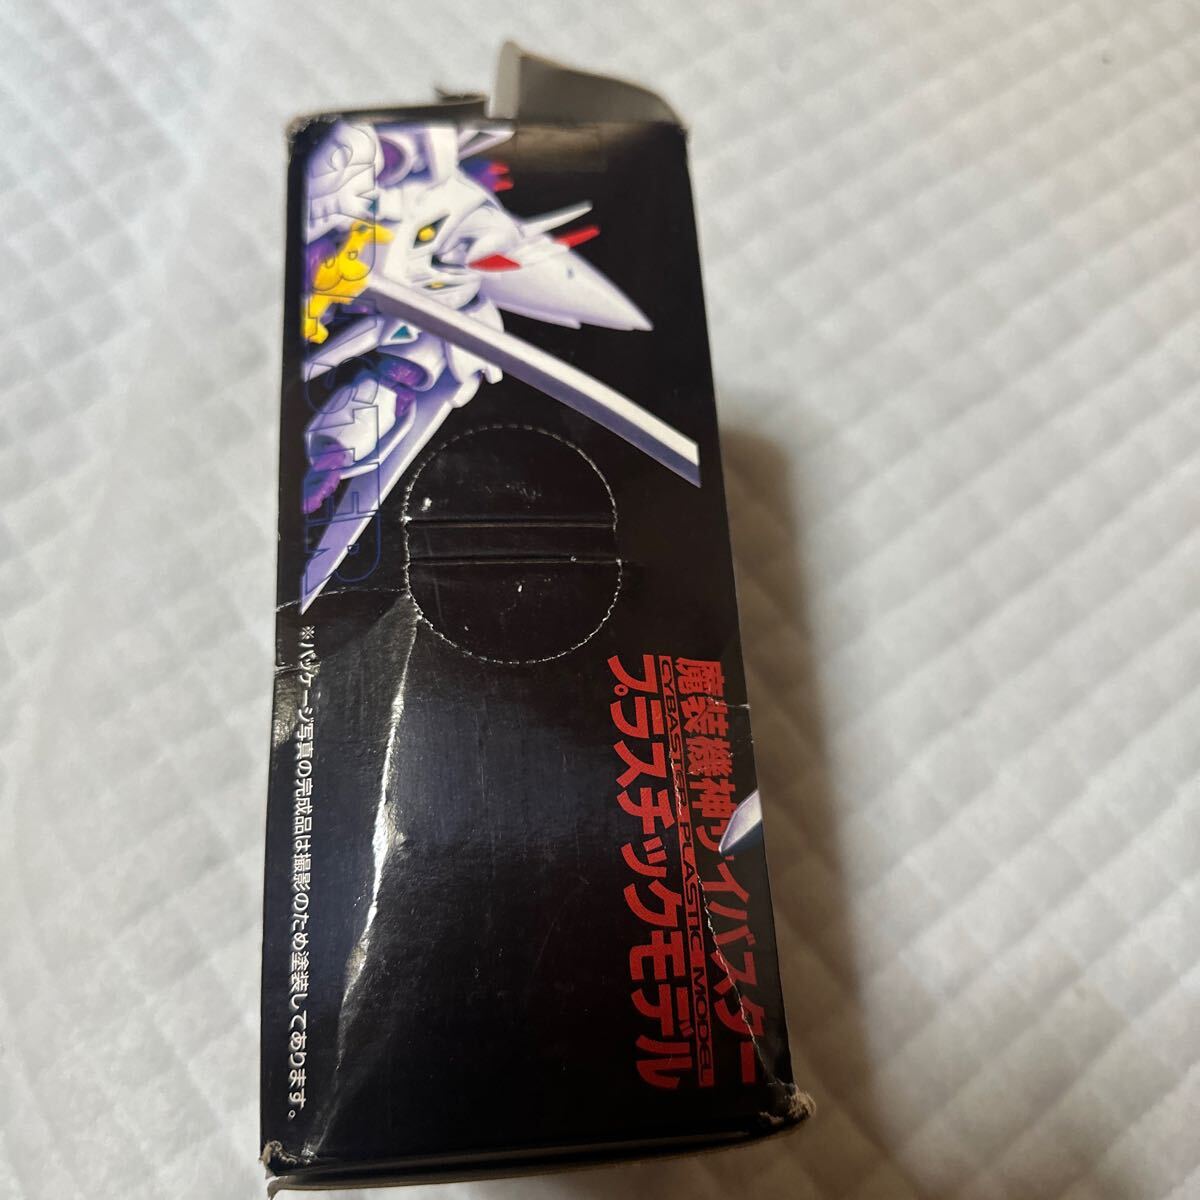 魔装機神サイバスター
CYBASTER PLASTIC MODEL
プラスチックモデル
CYBASTER
※パッケージ写真の完成品は撮影のため塗装してあります。